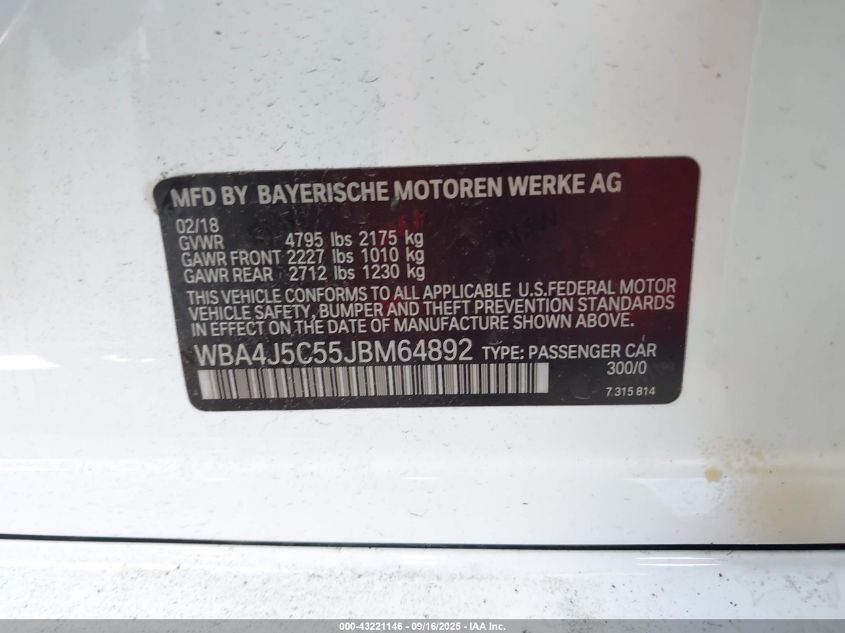 MFD BY BAYERISCHE MOTOREN WERKE AG
02/18
GVWR 4795 lbs 2175 kg
GAWR FRONT 2227 lbs 1010 kg
GAWR REAR 2712 lbs 1230 kg
THIS VEHICLE CONFORMS TO ALL APPLICABLE U.S.FEDERAL MOTOR
VEHICLE SAFETY, BUMPER AND THEFT PREVENTION STANDARDS
IN EFFECT ON THE DATE OF MANUFACTURE SHOWN ABOVE.
WBA4J5C55JBM64892 TYPE: PASSENGER CAR
300/0
7 315 814
000-43221146 - 09/16/2025 - IAA Inc.